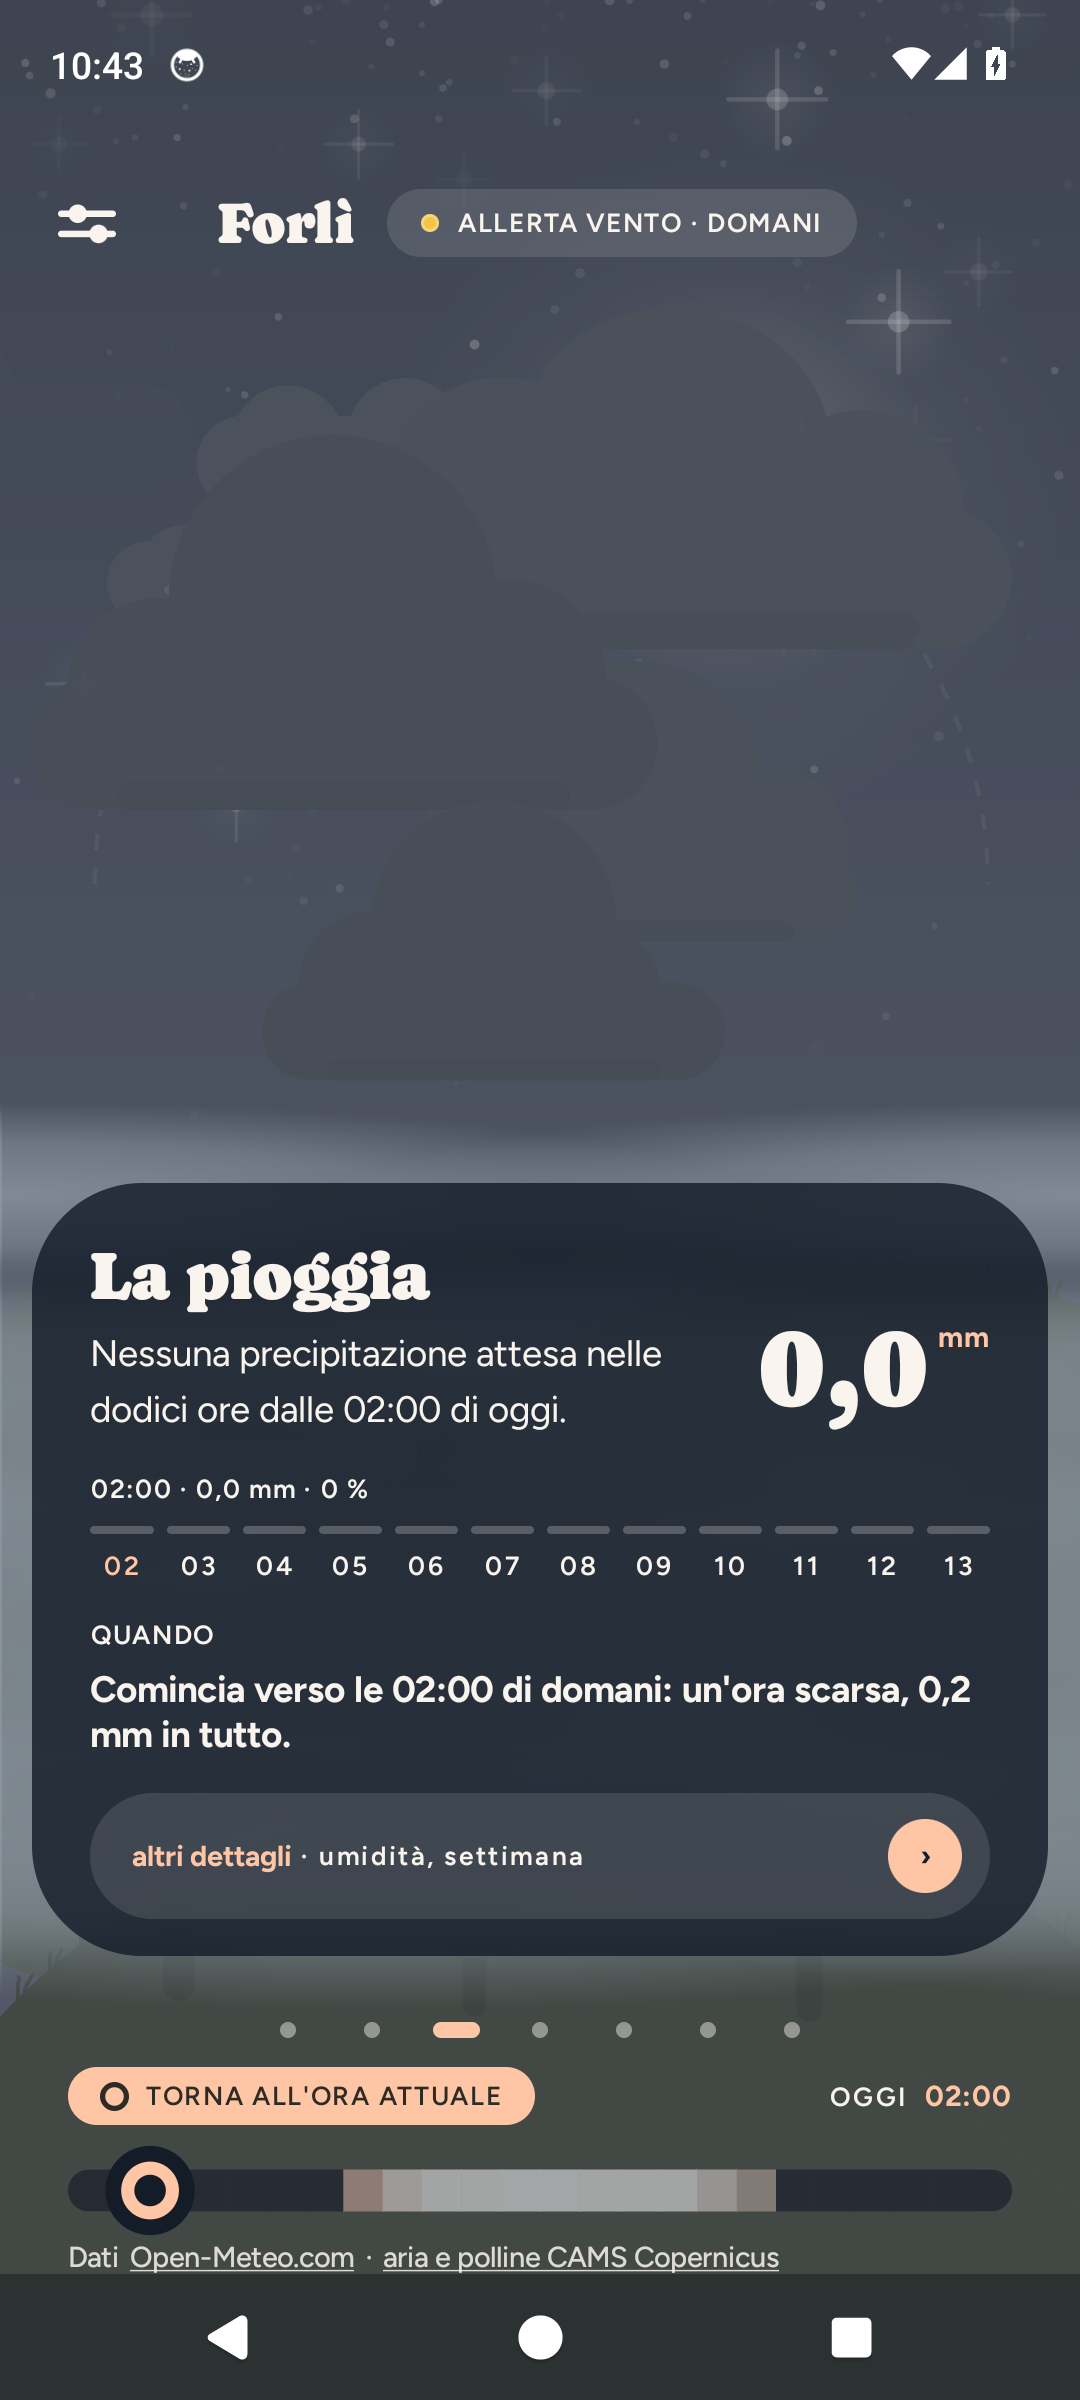 10:43
Forlì
ALLERTA VENTO · DOMANI
La pioggia
Nessuna precipitazione attesa nelle
dodici ore dalle 02:00 di oggi.
0,0 mm
02:00 · 0,0 mm · 0 %
02 03 04 05 06 07 08 09 10 11 12 13
QUANDO
Comincia verso le 02:00 di domani: un'ora scarsa, 0,2
mm in tutto.
altri dettagli · umidità, settimana
TORNA ALL'ORA ATTUALE
OGGI 02:00
Dati Open-Meteo.com · aria e polline CAMS Copernicus